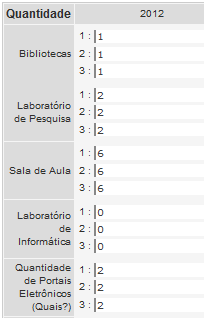 Quantidade 2012
Bibliotecas
1 : 1
2 : 1
3 : 1
Laboratório
de Pesquisa
1 : 2
2 : 2
3 : 2
Sala de Aula
1 : 6
2 : 6
3 : 6
Laboratório
de
Informática
1 : 0
2 : 0
3 : 0
Quantidade
de Portais
Eletrônicos
(Quais?)
1 : 2
2 : 2
3 : 2